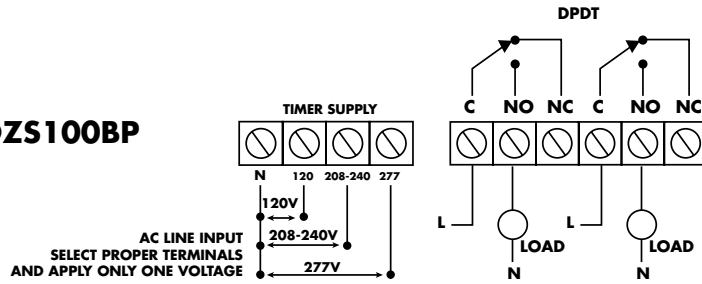 DPDT
C NO NC C NO NC
TIMER SUPPLY
ZS100BP
N 120 208-240 277
120V
208-240V
277V
AC LINE INPUT
SELECT PROPER TERMINALS
AND APPLY ONLY ONE VOLTAGE
L L
LOAD LOAD
N N